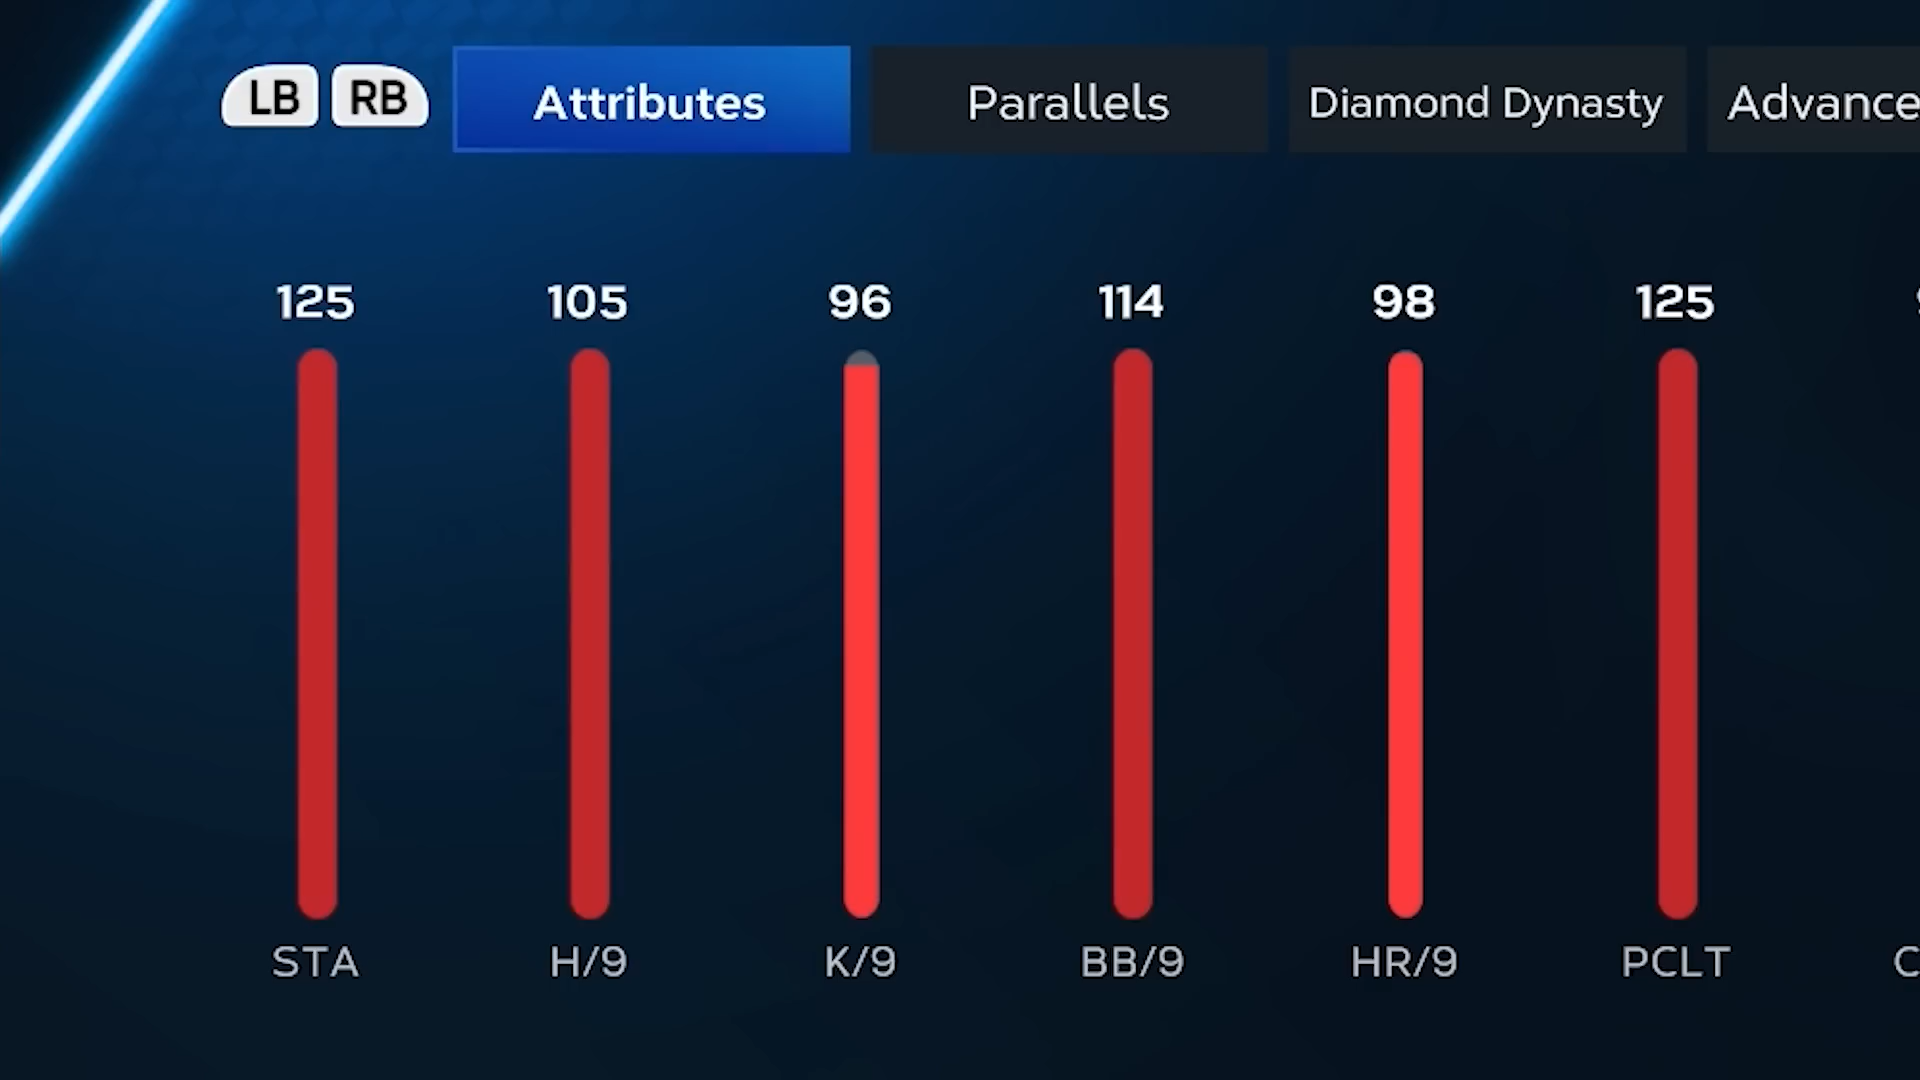 LB RB Attributes Parallels Diamond Dynasty Advance
125 105 96 114 98 125
STA H/9 K/9 BB/9 HR/9 PCLT C